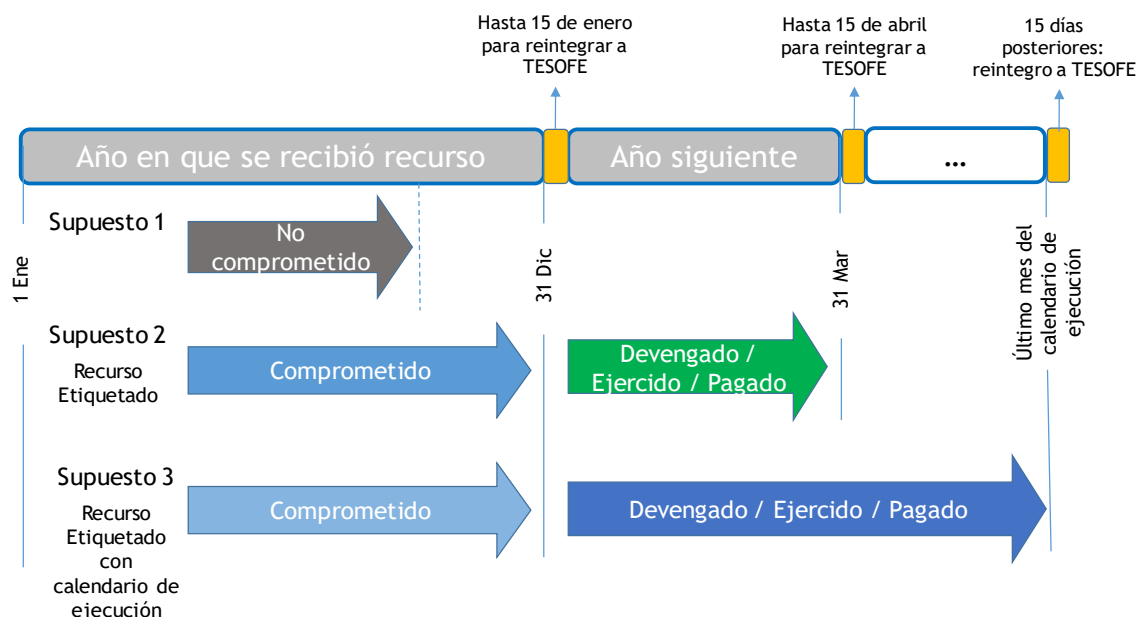 Hasta 15 de enero
para reintegrar a
TESOFE
Hasta 15 de abril
para reintegrar a
TESOFE
15 días
posteriores:
reintegro a TESOFE
Año en que se recibió recurso
Año siguiente
...
Supuesto 1
No
comprometido
1 Ene
31 Dic
31 Mar
Último mes del
calendario de
ejecución
Supuesto 2
Recurso
Etiquetado
Comprometido
Devengado /
Ejercido / Pagado
Supuesto 3
Recurso
Etiquetado
con
calendario de
ejecución
Comprometido
Devengado / Ejercido / Pagado